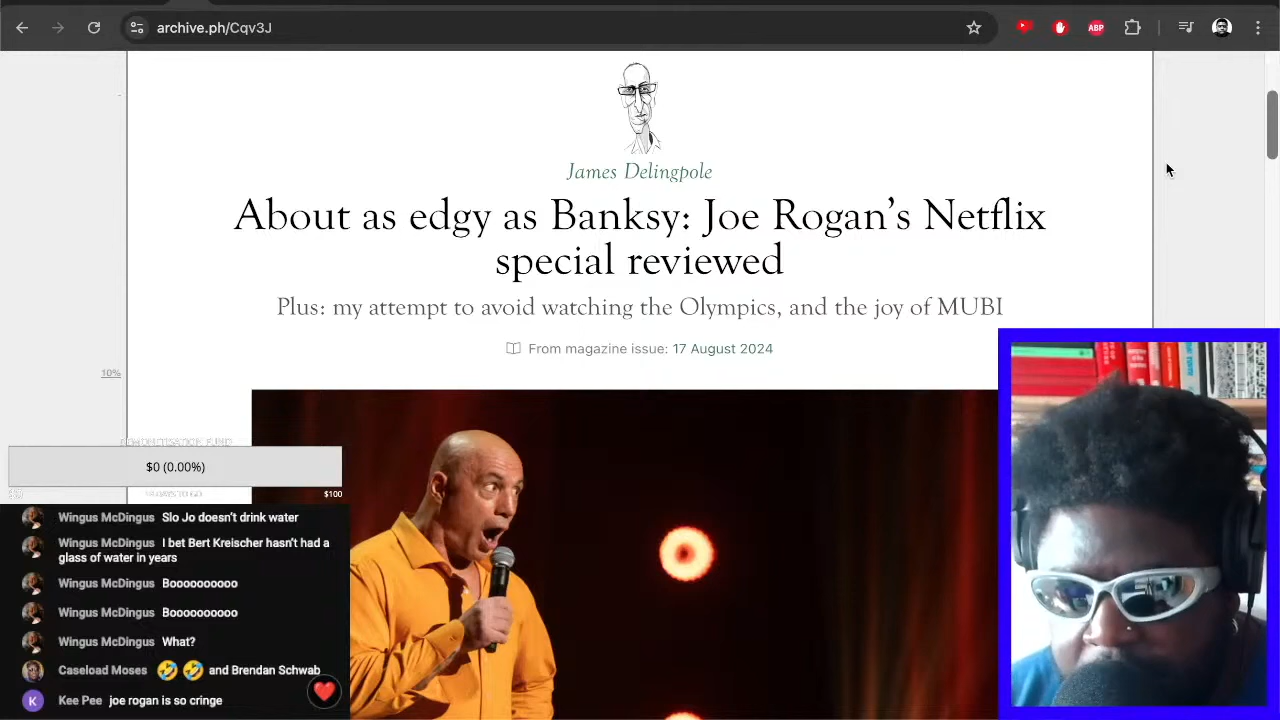 archive.ph/Cqv3J
ABP
James Delingpole
About as edgy as Banksy: Joe Rogan's Netflix
special reviewed
Plus: my attempt to avoid watching the Olympics, and the joy of MUBI
From magazine issue: 17 August 2024
10%
$0 (0.00%)
$100
Wingus McDingus Slo Jo doesn't drink water
Wingus McDingus I bet Bert Kreischer hasn't had a
glass of water in years
Wingus McDingus Boooooooooo
Wingus McDingus Boooooooooo
Wingus McDingus What?
Caseload Moses 🤣 🤣 and Brendan Schwab
K
Kee Pee joe rogan is so cringe